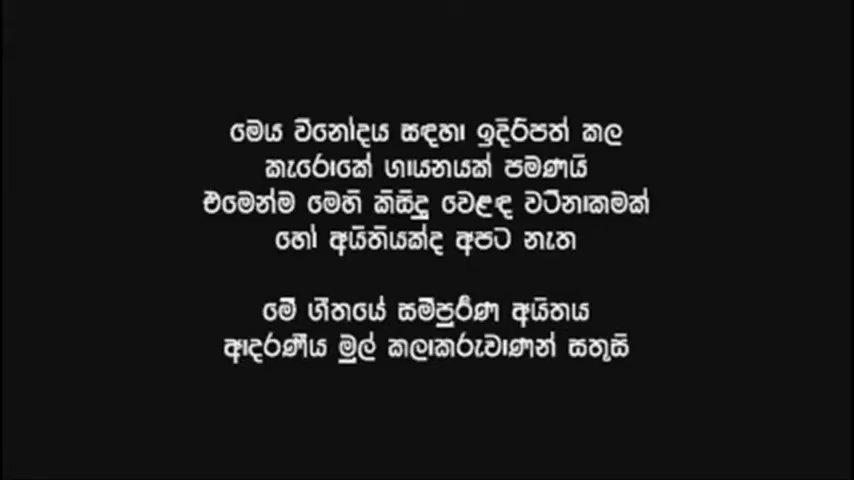 මෙය විනෝදය සඳහා ඉදිරිපත් කල
කැරොකේ ගායනයක් පමණයි
එමෙන්ම මෙහි කිසිදු වෙළඳ වටිනාකමක්
හෝ අයිතියක්ද අපට නැත
මේ ගීතයේ සම්පුර්ණ අයිතය
ආදරණීය මුල් කලාකරුවාණන් සතුසි